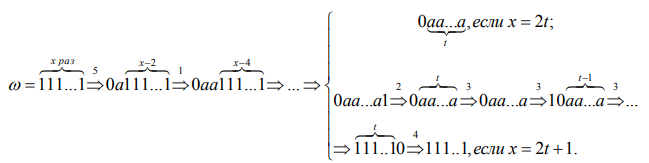 x раз x−2 x−4
0aa...a, если x = 2t;
t
ω = 111...1 ⇒ 0a111...1 ⇒ 0aa111...1 ⇒ ... ⇒
5 1
0aa...a1 ⇒ 0aa...a ⇒ 0aa...a ⇒ 10aa...a ⇒ ...
2 t 3 3 t−1 3
⇒ 111..10 ⇒ 111..1, если x = 2t + 1.
t 4